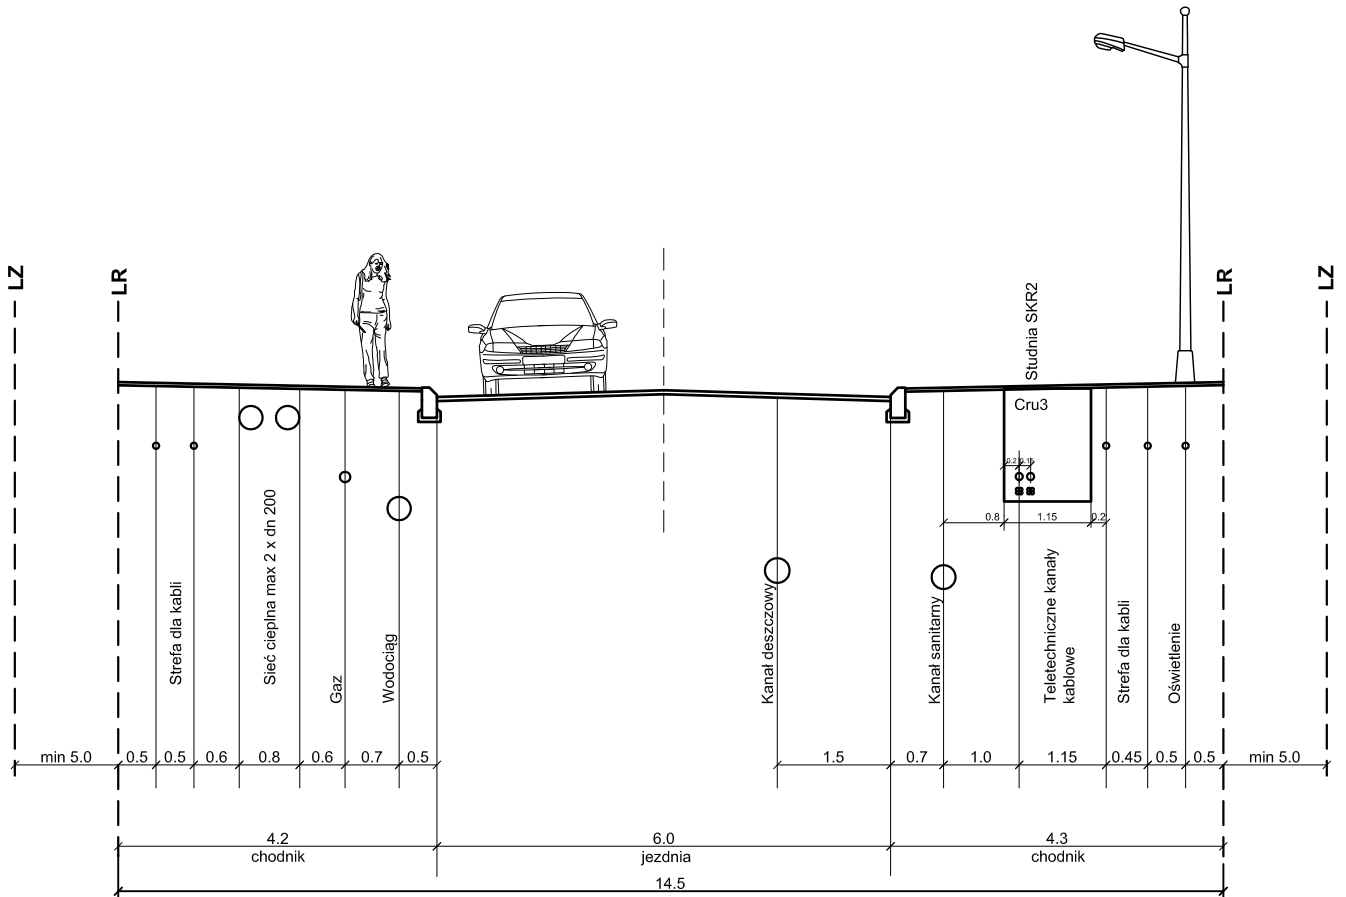 LZ
LR
Studnia SKR2
LR
LZ
Cru3
0.2
0.15
0.8
1.15
0.2
Strefa dla kabli
Sieć cieplna max 2 x dn 200
Gaz
Wodociąg
Kanał deszczowy
Kanał sanitarny
Teletechniczne kanały
kablowe
Strefa dla kabli
Oświetlenie
min 5.0
0.5
0.5
0.6
0.8
0.6
0.7
0.5
1.5
0.7
1.0
1.15
0.45
0.5
0.5
min 5.0
4.2
chodnik
6.0
jezdnia
4.3
chodnik
14.5